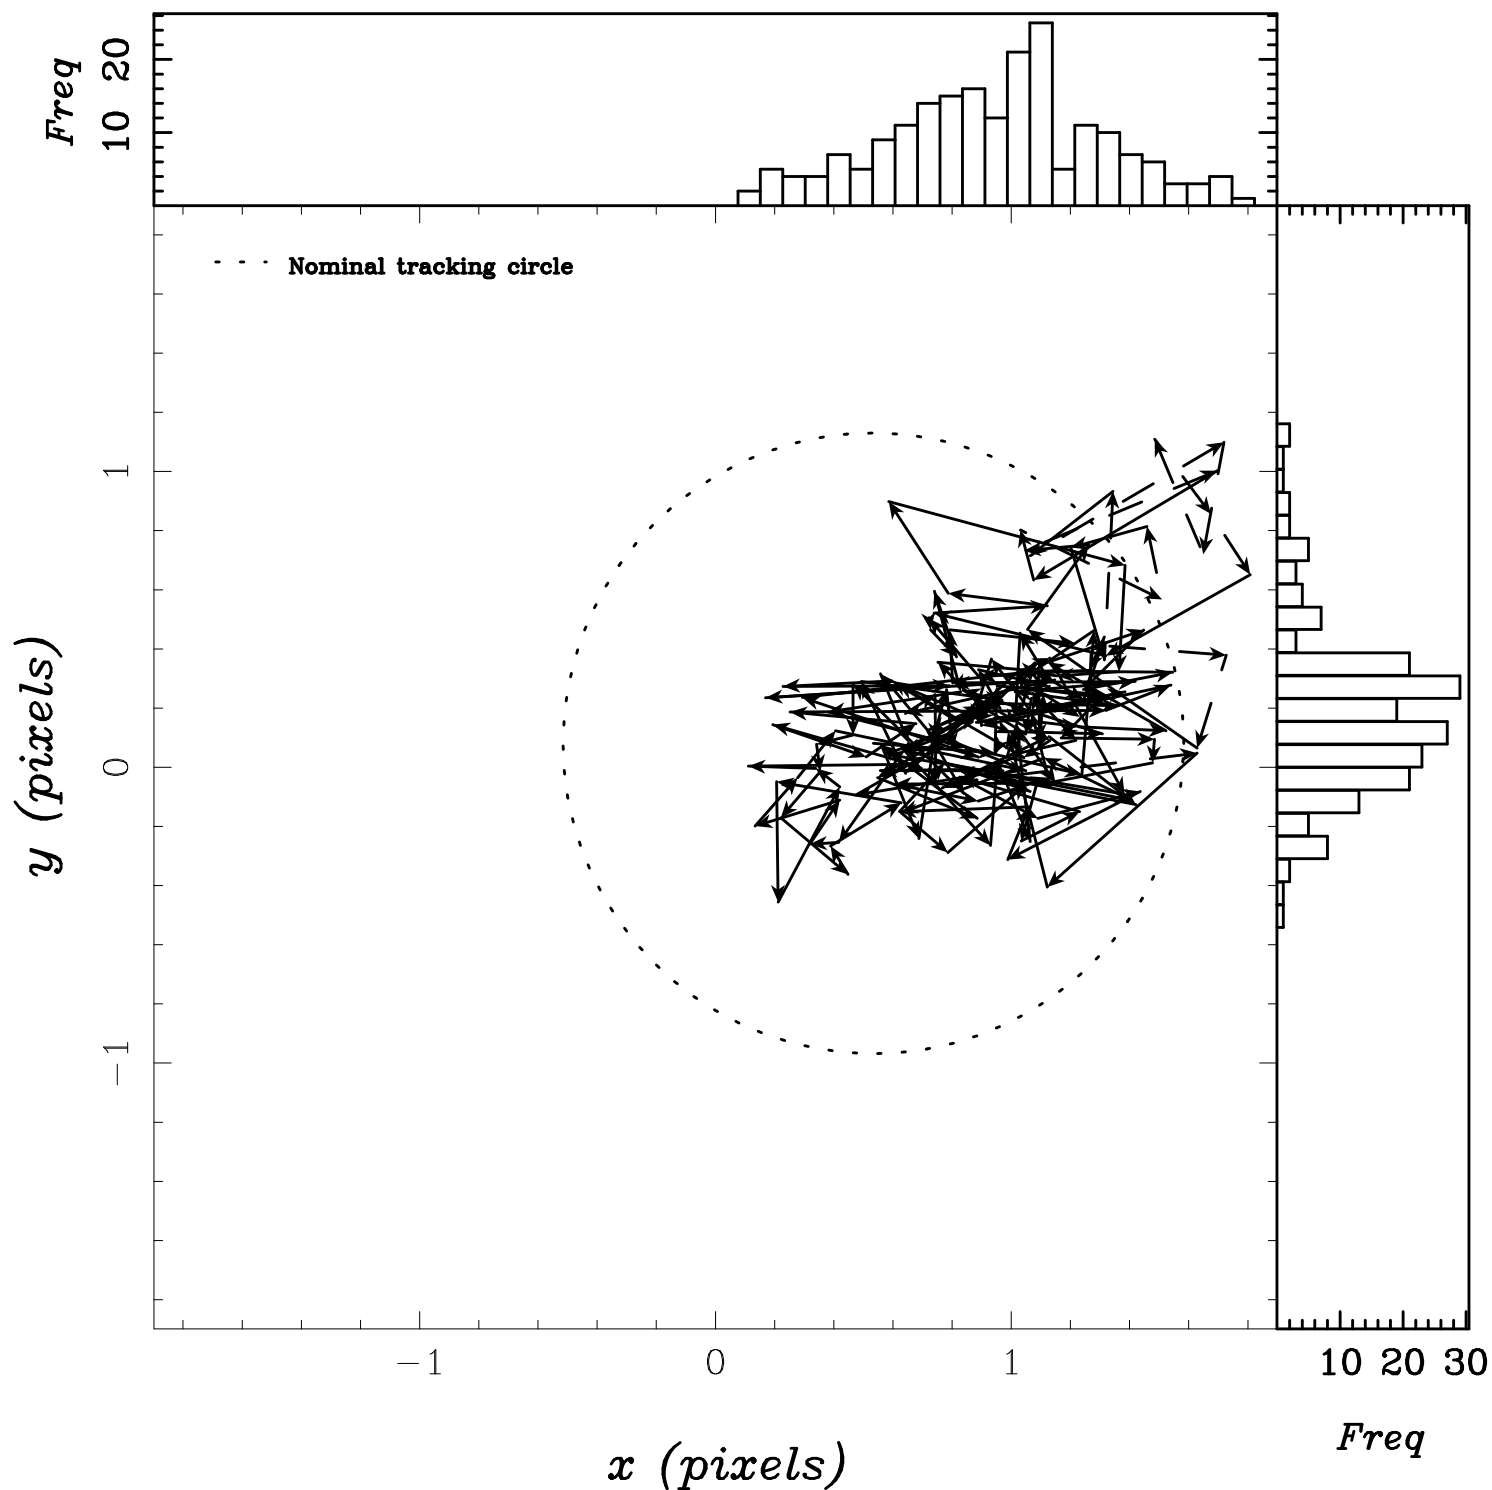 Freq
10 20
Nominal tracking circle
y (pixels)
1
0
−1
−1 0 1
x (pixels)
10 20 30
Freq